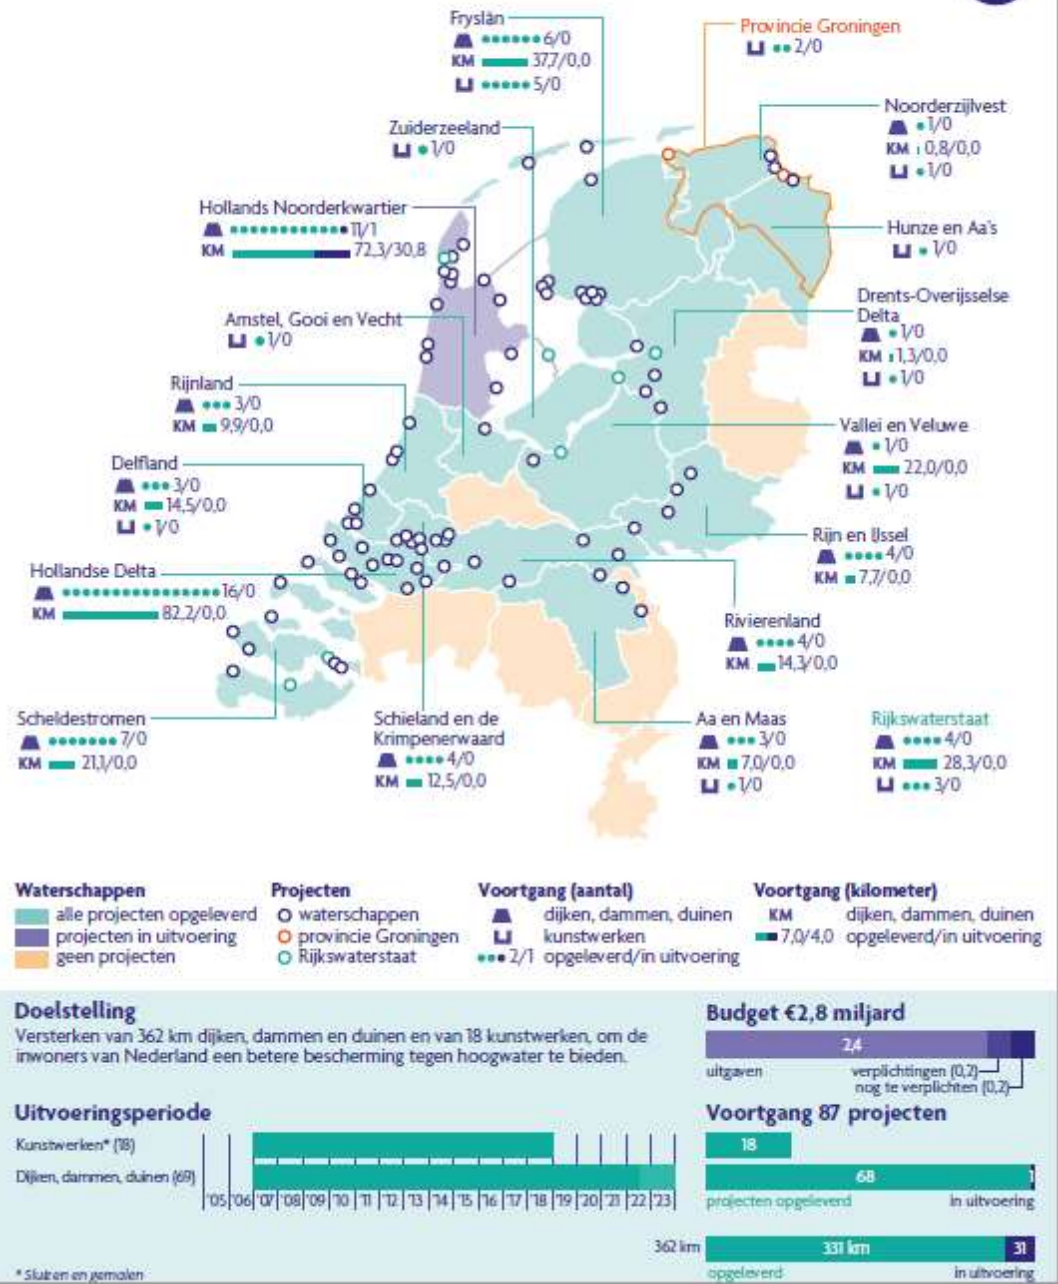 Fryslân
6/0
KM 37,7/0,0
5/0
Provincie Groningen
2/0
Noorderzijlvest
1/0
KM 0,8/0,0
1/0
Zuiderzeeland
1/0
Hollands Noorderkwartier
11/1
KM 72,3/30,8
Hunze en Aa's
1/0
Drents-Overijsselse
Delta
1/0
KM 1,3/0,0
1/0
Amstel, Gooi en Vecht
1/0
Rijnland
3/0
KM 9,9/0,0
Vallei en Veluwe
1/0
KM 22,0/0,0
1/0
Delfland
3/0
KM 14,5/0,0
1/0
Rijn en IJssel
4/0
KM 7,7/0,0
Hollandse Delta
16/0
KM 82,2/0,0
Rivierenland
4/0
KM 14,3/0,0
Scheldestromen
7/0
KM 21,1/0,0
Schieland en de
Krimpenerwaard
4/0
KM 12,5/0,0
Aa en Maas
3/0
KM 7,0/0,0
1/0
Rijkswaterstaat
4/0
KM 28,3/0,0
3/0
Waterschappen
alle projecten opgeleverd
projecten in uitvoering
geen projecten
Projecten
waterschappen
provincie Groningen
Rijkswaterstaat
Voortgang (aantal)
dijken, dammen, duinen
kunstwerken
2/1 opgeleverd/in uitvoering
Voortgang (kilometer)
KM dijken, dammen, duinen
7,0/4,0 opgeleverd/in uitvoering
Doelstelling
Versterken van 362 km dijken, dammen en duinen en van 18 kunstwerken, om de
inwoners van Nederland een betere bescherming tegen hoogwater te bieden.
Budget €2,8 miljard
2,4
uitgaven verplichtingen (0,2)
nog te verplichten (0,2)
Uitvoeringsperiode
Kunstwerken* (18)
Dijken, dammen, duinen (69)
'05 '06 '07 '08 '09 '10 '11 '12 '13 '14 '15 '16 '17 '18 '19 '20 '21 '22 '23
Voortgang 87 projecten
18
68 1
projecten opgeleverd in uitvoering
362 km 331 km 31
opgeleverd in uitvoering
* Sluizen en gemalen